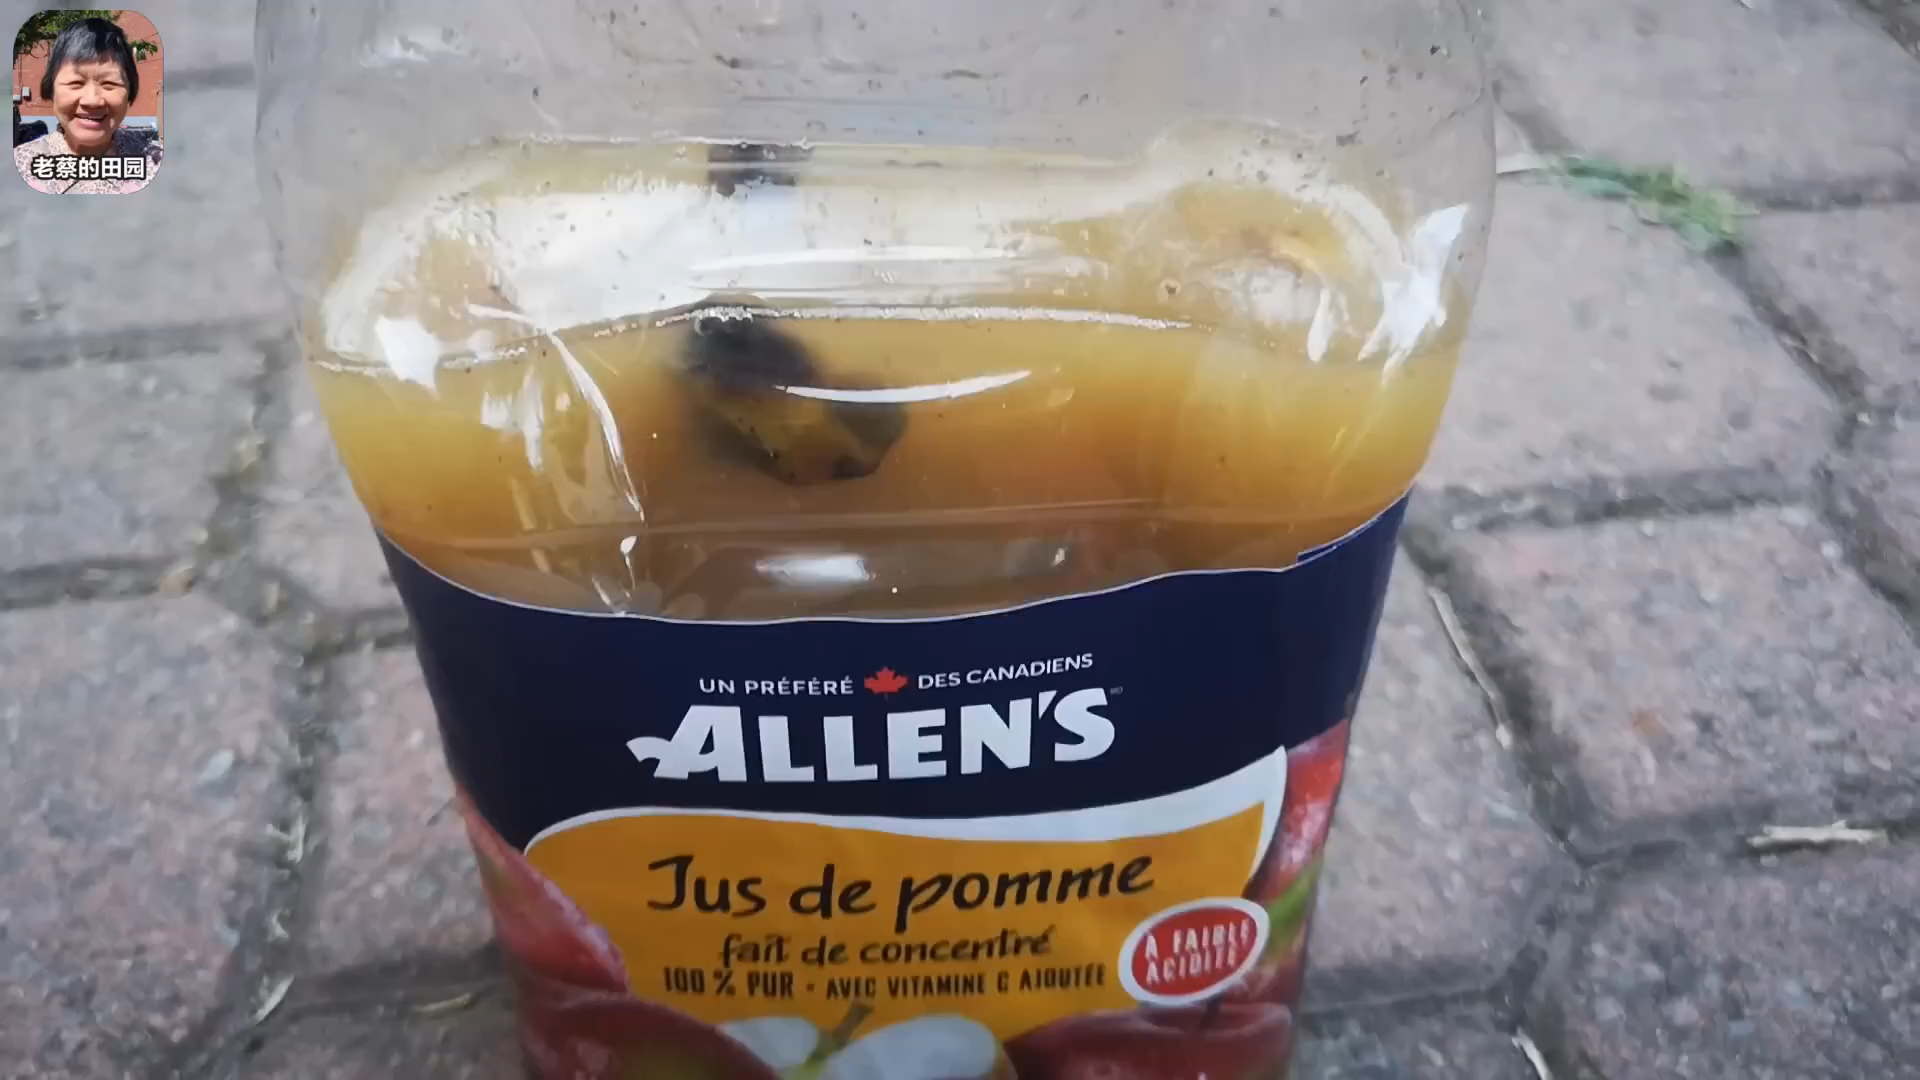 老蔡的田园
UN PRÉFÉRÉ DES CANADIENS
ALLEN'S
Jus de pomme
fait de concentré
100 % PUR - AVEC VITAMINE C AJOUTÉE
À FAIBLE
ACIDITÉ